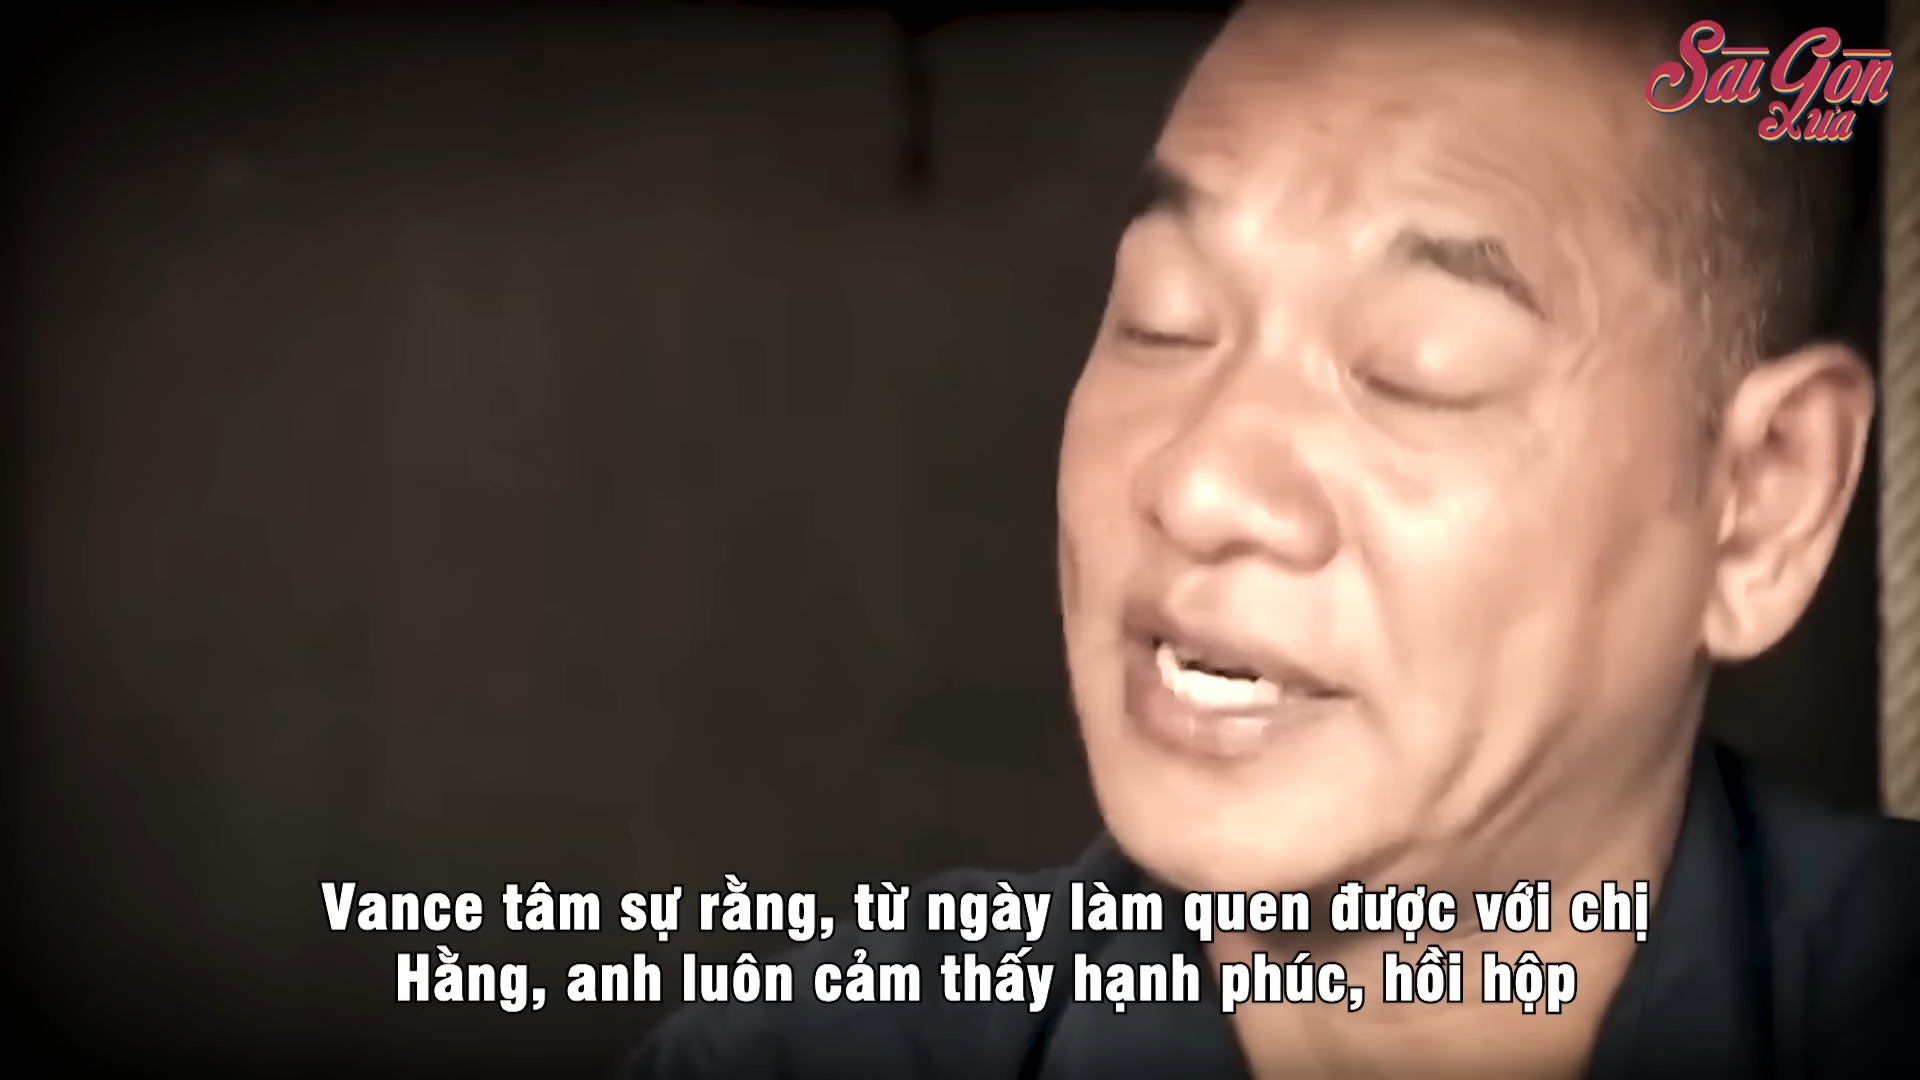 Sài Gòn
Xưa
Vance tâm sự rằng, từ ngày làm quen được với chị
Hằng, anh luôn cảm thấy hạnh phúc, hồi hộp